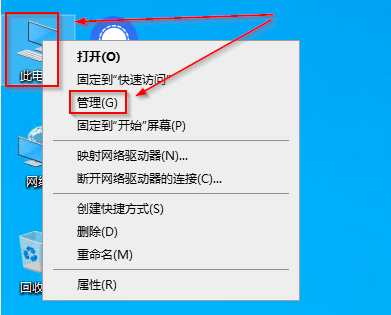 此电
打开(O)
固定到"快速访问"
管理(G)
固定到"开始"屏幕(P)
映射网络驱动器(N)...
断开网络驱动器的连接(C)...
网
创建快捷方式(S)
删除(D)
重命名(M)
回收
属性(R)